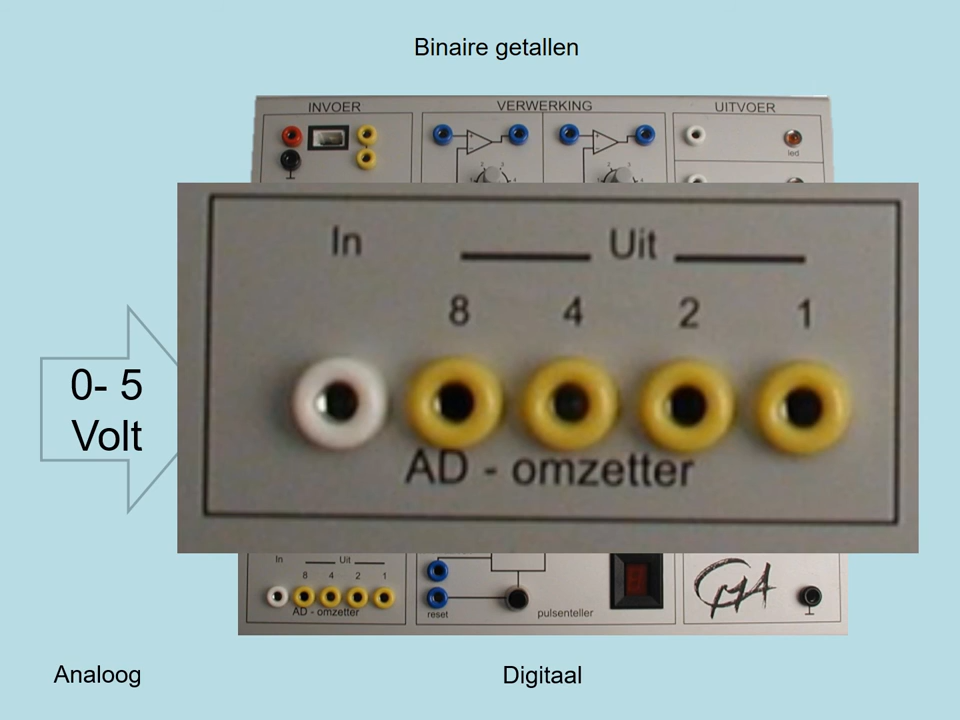 Binaire getallen
INVOER VERWERKING UITVOER
led
In Uit
8 4 2 1
AD - omzetter
0- 5
Volt
In Uit
8 4 2 1
AD - omzetter
reset pulsenteller
CMA
Analoog Digitaal